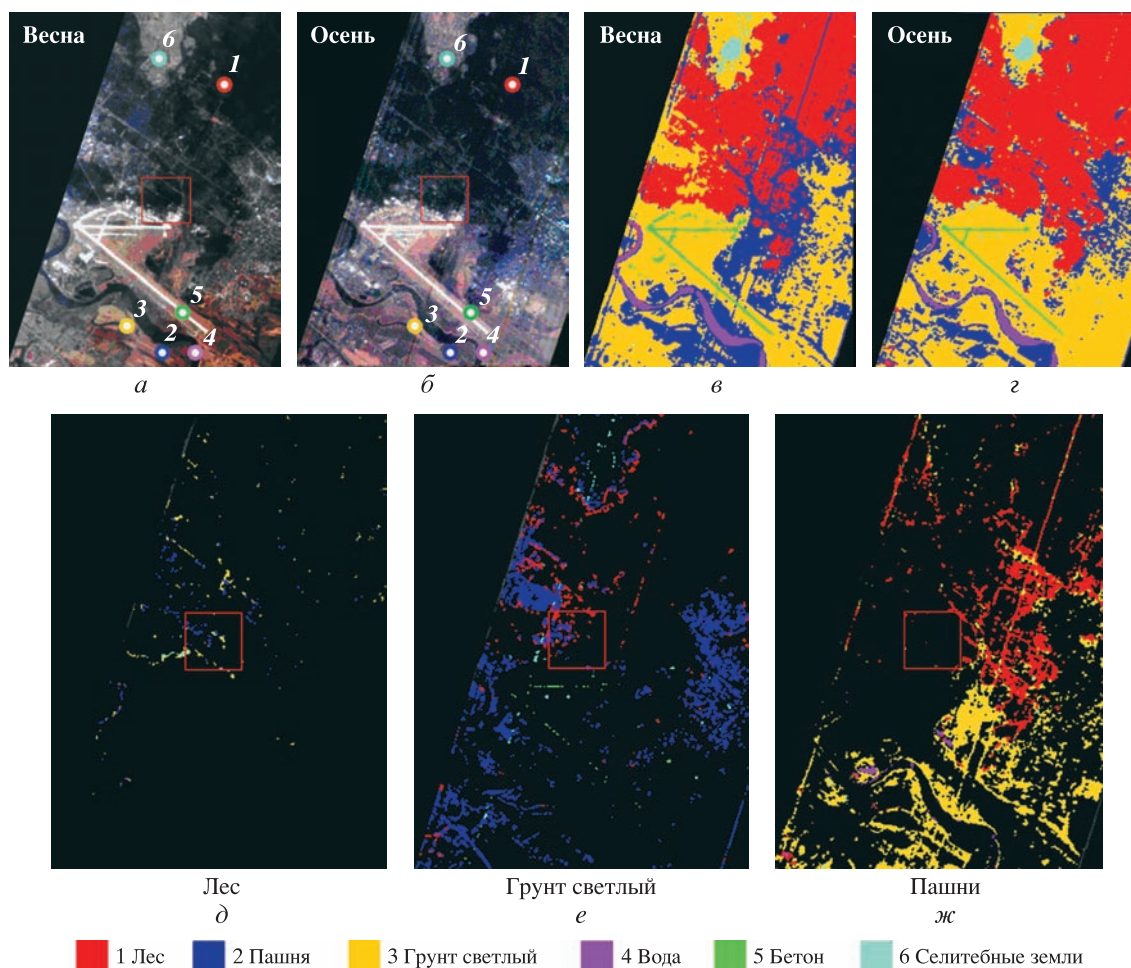 Весна
Осень
Весна
Осень
6
1
6
1
3
5
2
4
3
5
2
4
а
б
в
г
Лес
Грунт светлый
Пашни
д
е
ж
1 Лес
2 Пашня
3 Грунт светлый
4 Вода
5 Бетон
6 Селитебные земли